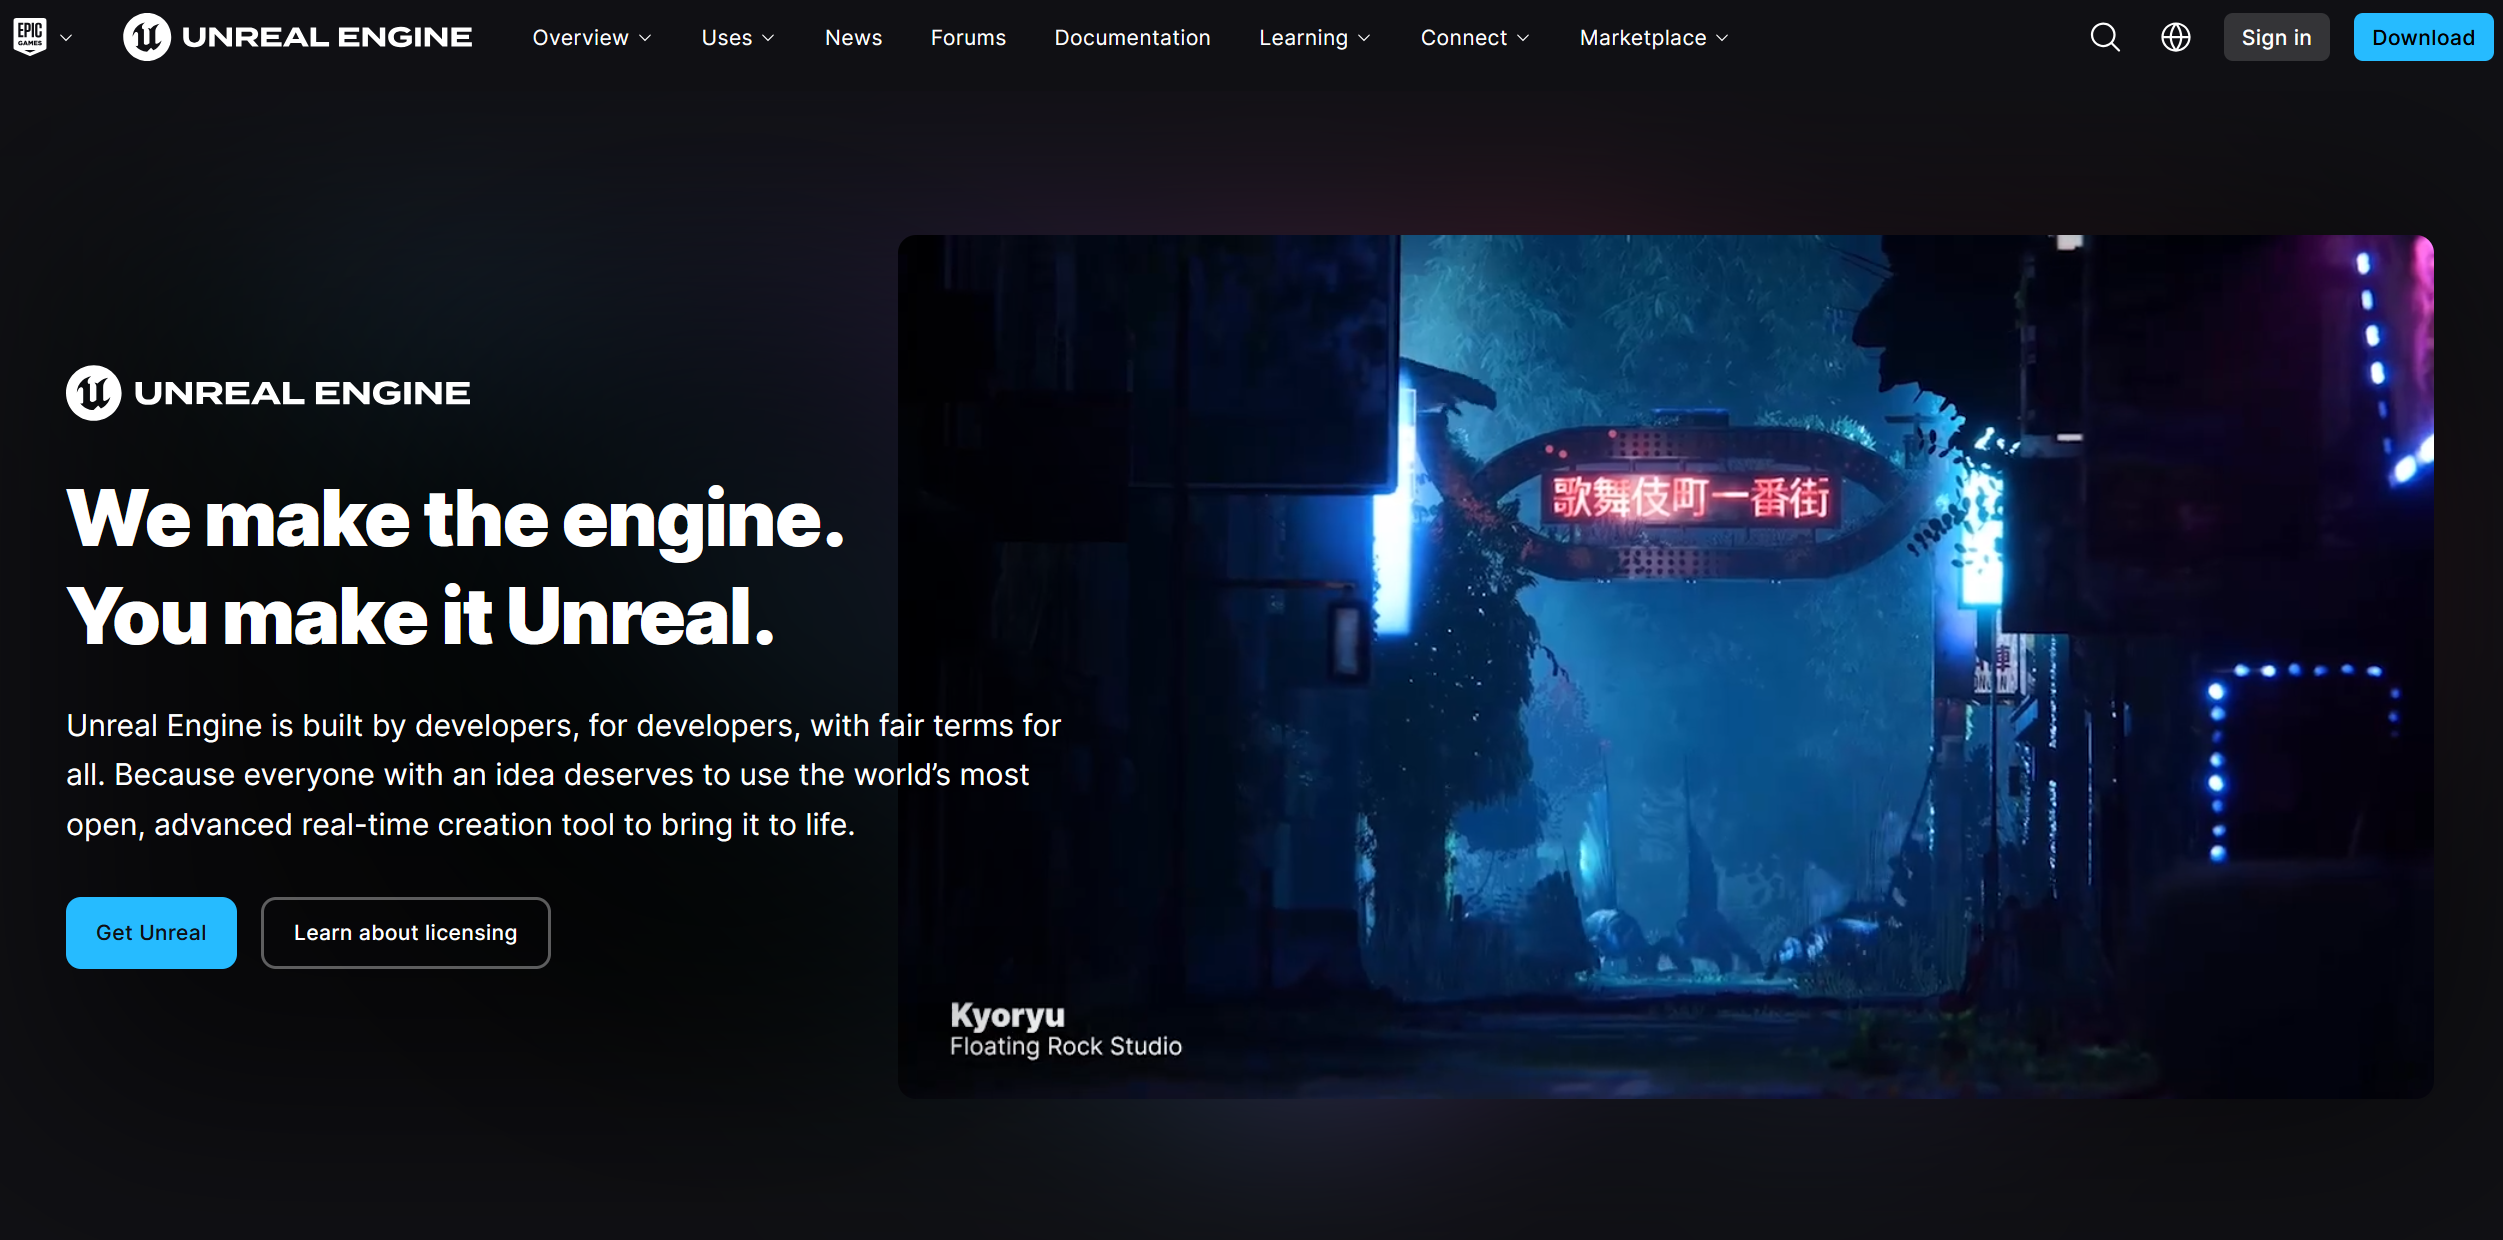 EPIC
GAMES
UNREAL ENGINE
Overview
Uses
News
Forums
Documentation
Learning
Connect
Marketplace
Sign in
Download
UNREAL ENGINE
We make the engine.
You make it Unreal.
Unreal Engine is built by developers, for developers, with fair terms for
all. Because everyone with an idea deserves to use the world’s most
open, advanced real-time creation tool to bring it to life.
Get Unreal
Learn about licensing
歌舞伎町一番街
Kyoryu
Floating Rock Studio